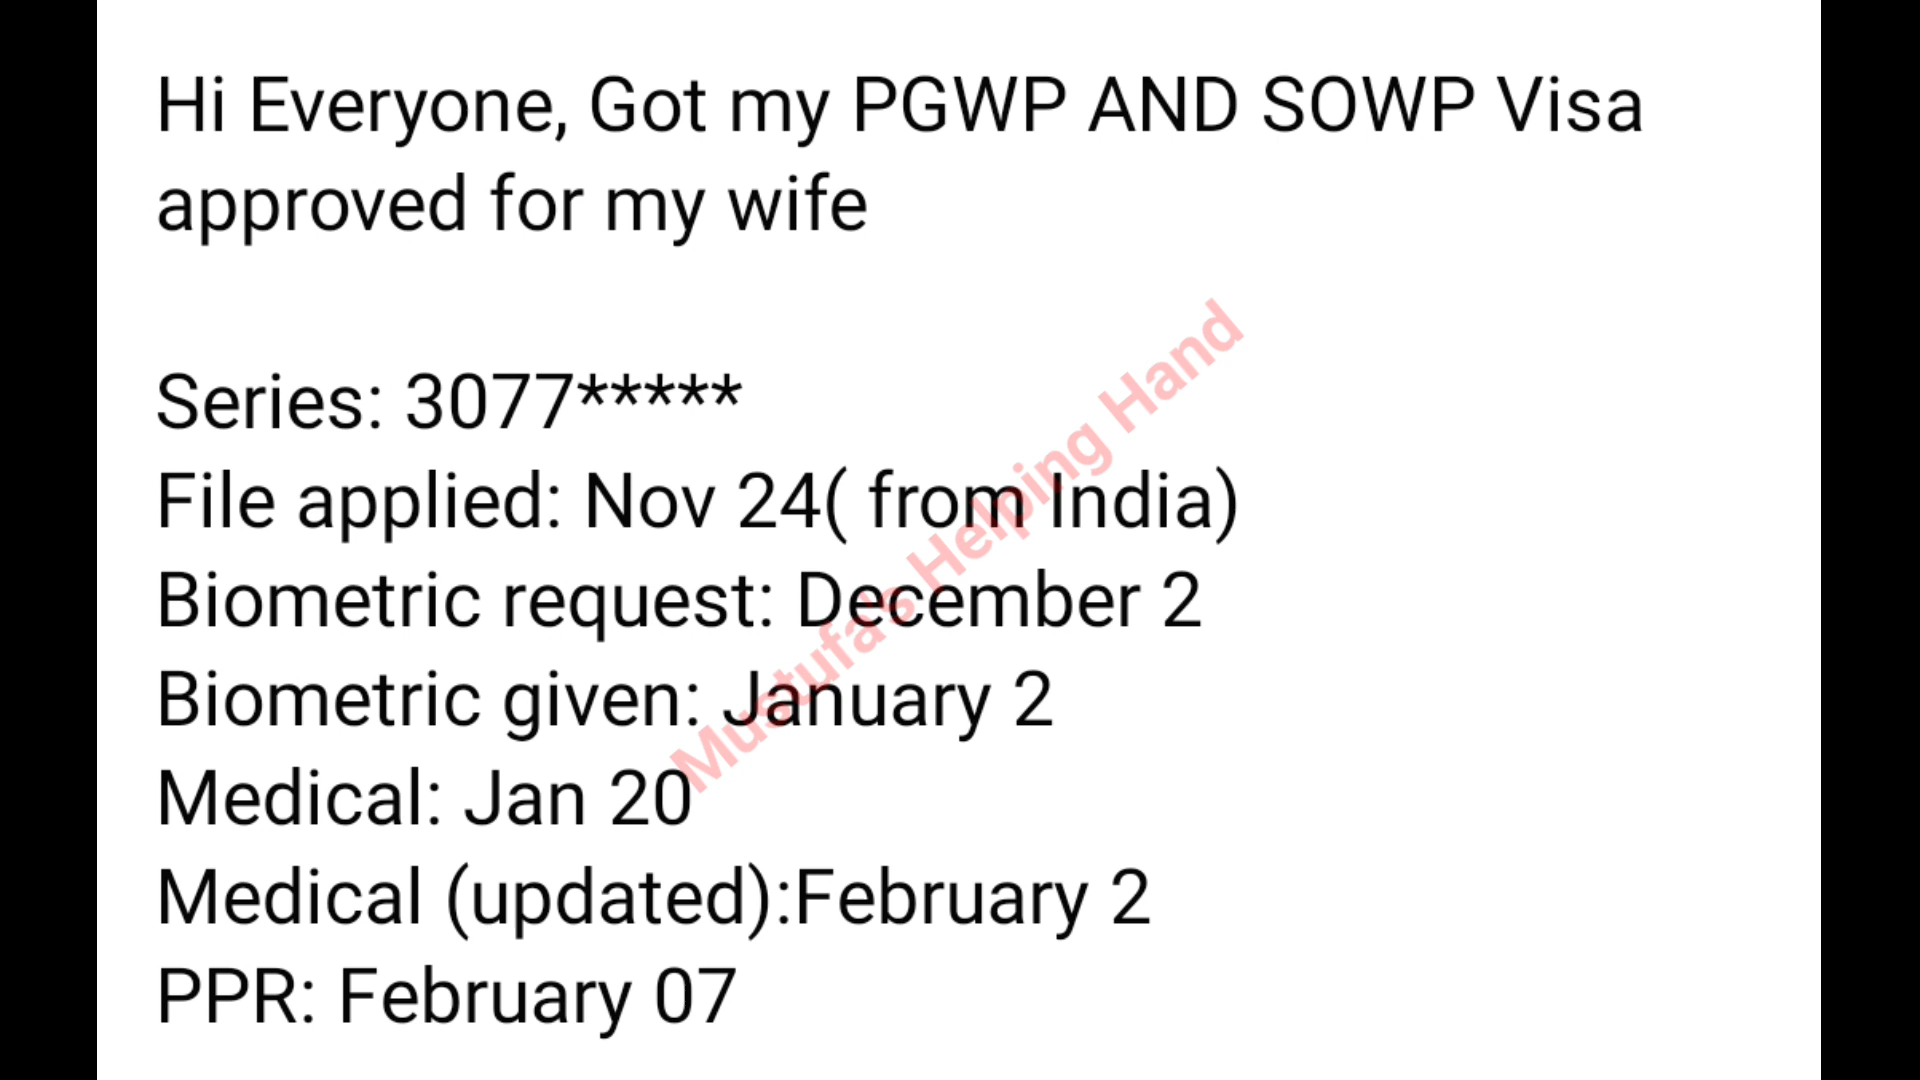 Hi Everyone, Got my PGWP AND SOWP Visa
approved for my wife
Series: 3077*****
File applied: Nov 24( from India)
Biometric request: December 2
Biometric given: January 2
Medical: Jan 20
Medical (updated):February 2
PPR: February 07
Mustufa's Helping Hand